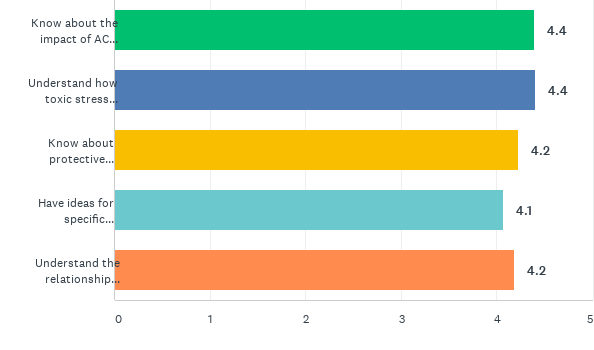 Know about the
impact of AC...
4.4
Understand how
toxic stress...
4.4
Know about
protective...
4.2
Have ideas for
specific...
4.1
Understand the
relationship...
4.2
0 1 2 3 4 5